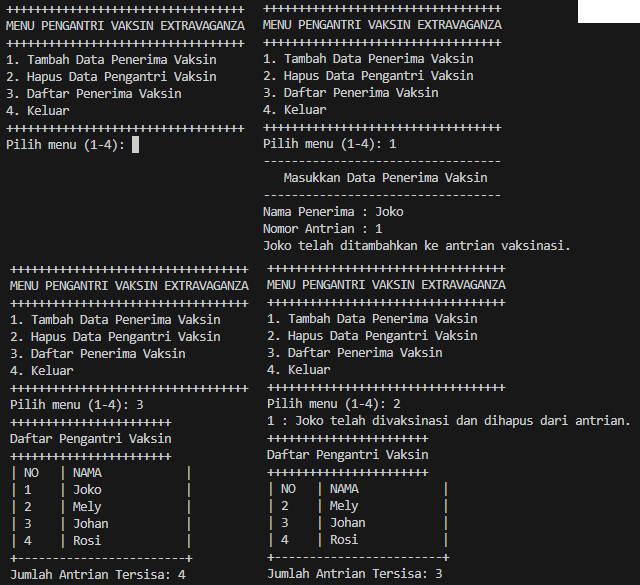 ++++++++++++++++++++++++++++++++++
MENU PENGANTRI VAKSIN EXTRAVAGANZA
++++++++++++++++++++++++++++++++++
1. Tambah Data Penerima Vaksin
2. Hapus Data Pengantri Vaksin
3. Daftar Penerima Vaksin
4. Keluar
++++++++++++++++++++++++++++++++++
Pilih menu (1-4):
++++++++++++++++++++++++++++++++++
MENU PENGANTRI VAKSIN EXTRAVAGANZA
++++++++++++++++++++++++++++++++++
1. Tambah Data Penerima Vaksin
2. Hapus Data Pengantri Vaksin
3. Daftar Penerima Vaksin
4. Keluar
++++++++++++++++++++++++++++++++++
Pilih menu (1-4): 1
----------------------------------
   Masukkan Data Penerima Vaksin
----------------------------------
Nama Penerima : Joko
Nomor Antrian : 1
Joko telah ditambahkan ke antrian vaksinasi.
++++++++++++++++++++++++++++++++++
MENU PENGANTRI VAKSIN EXTRAVAGANZA
++++++++++++++++++++++++++++++++++
1. Tambah Data Penerima Vaksin
2. Hapus Data Pengantri Vaksin
3. Daftar Penerima Vaksin
4. Keluar
++++++++++++++++++++++++++++++++++
Pilih menu (1-4): 3
+++++++++++++++++++++++
Daftar Pengantri Vaksin
+++++++++++++++++++++++
| NO   | NAMA            |
| 1    | Joko            |
| 2    | Mely            |
| 3    | Johan           |
| 4    | Rosi            |
+------------------------+
Jumlah Antrian Tersisa: 4
++++++++++++++++++++++++++++++++++
MENU PENGANTRI VAKSIN EXTRAVAGANZA
++++++++++++++++++++++++++++++++++
1. Tambah Data Penerima Vaksin
2. Hapus Data Pengantri Vaksin
3. Daftar Penerima Vaksin
4. Keluar
++++++++++++++++++++++++++++++++++
Pilih menu (1-4): 2
1 : Joko telah divaksinasi dan dihapus dari antrian.
+++++++++++++++++++++++
Daftar Pengantri Vaksin
+++++++++++++++++++++++
| NO   | NAMA            |
| 2    | Mely            |
| 3    | Johan           |
| 4    | Rosi            |
+------------------------+
Jumlah Antrian Tersisa: 3